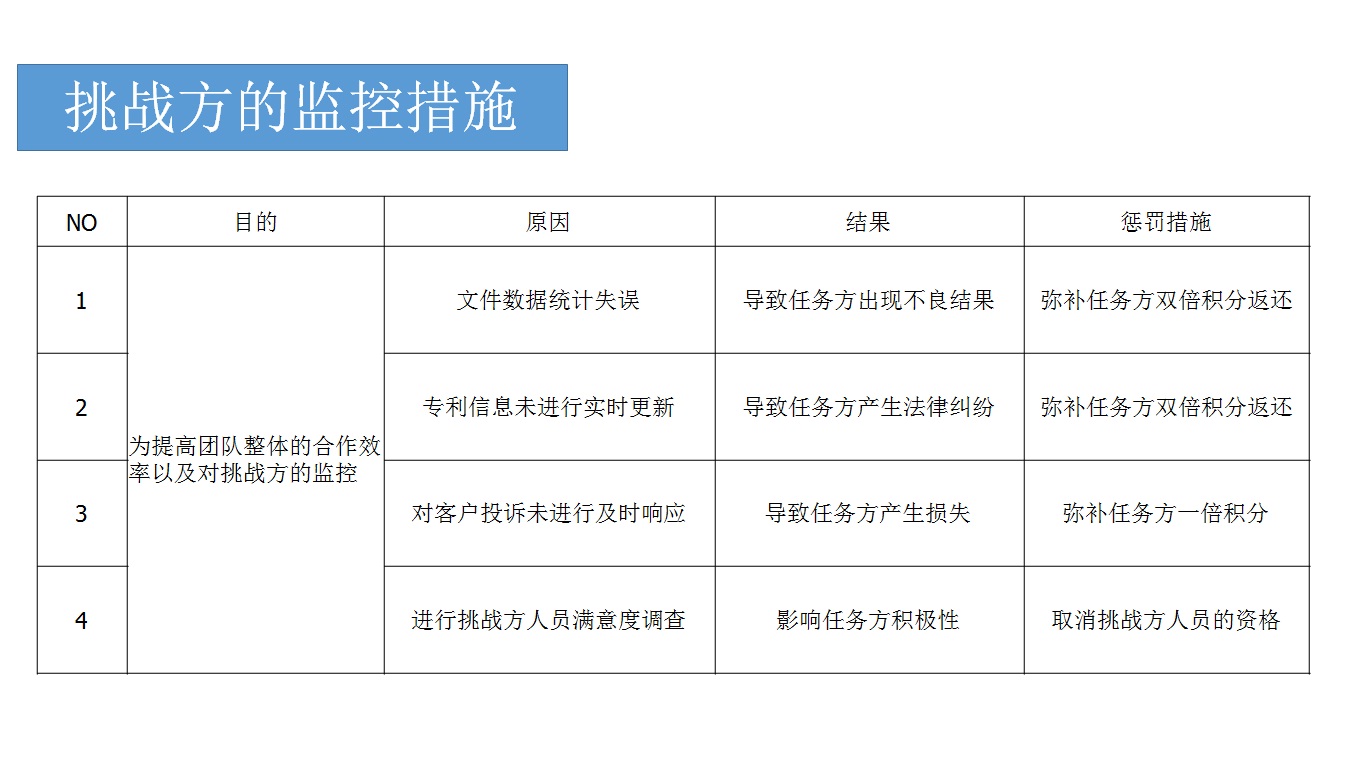 挑战方的监控措施
NO 目的 原因 结果 惩罚措施
1 文件数据统计失误 导致任务方出现不良结果 弥补任务方双倍积分返还
2 专利信息未进行实时更新 导致任务方产生法律纠纷 弥补任务方双倍积分返还
为提高团队整体的合作效
率以及对挑战方的监控
3 对客户投诉未进行及时响应 导致任务方产生损失 弥补任务方一倍积分
4 进行挑战方人员满意度调查 影响任务方积极性 取消挑战方人员的资格